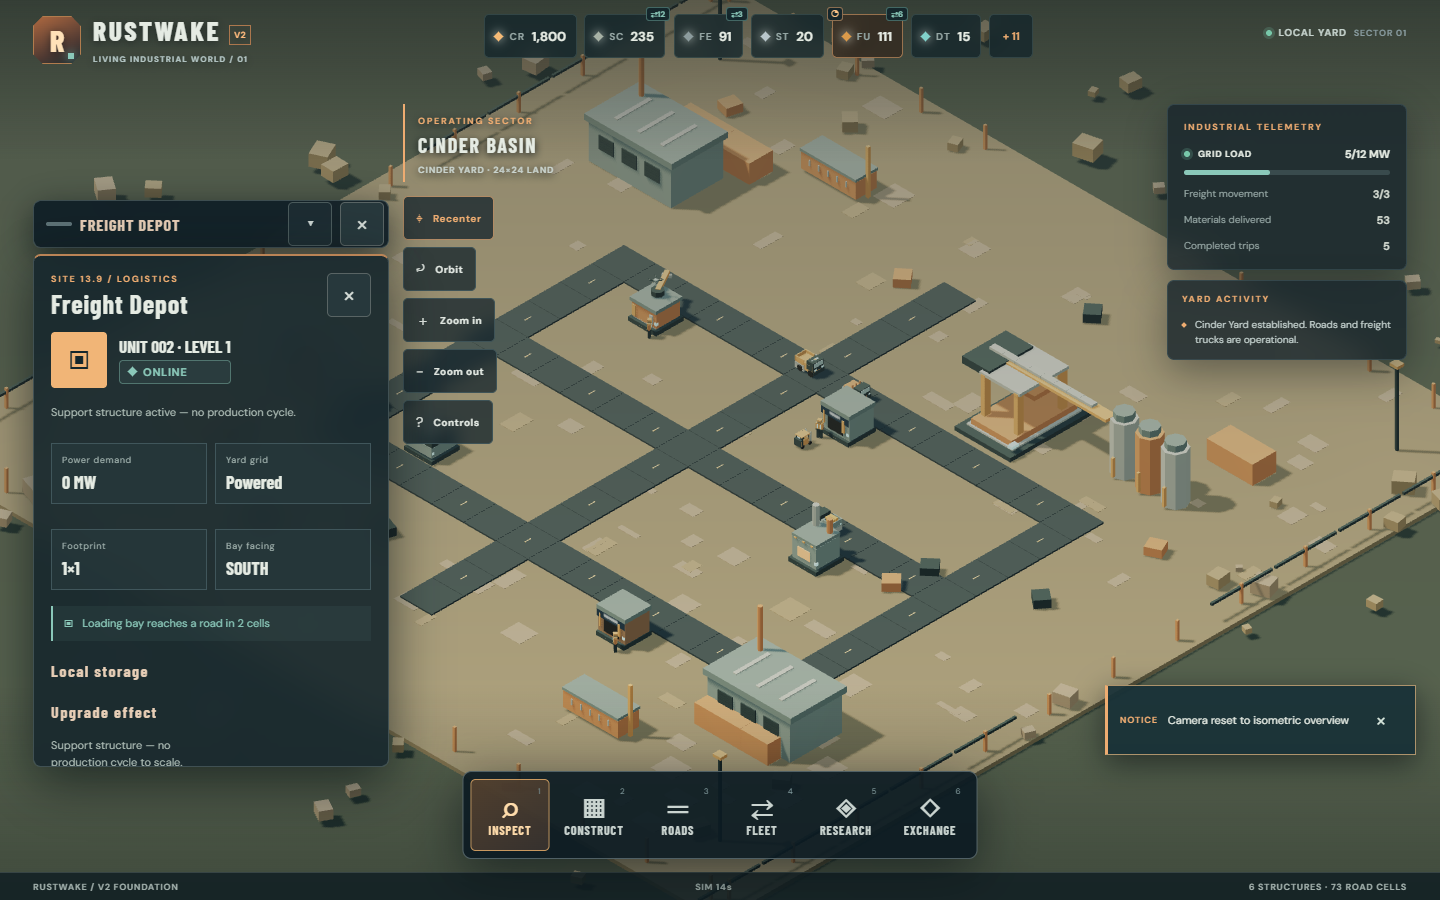 R
RUSTWAKE V2
LIVING INDUSTRIAL WORLD / 01
CR 1,800
⇄12
SC 235
⇄3
FE 91
ST 20
⇄6
FU 111
DT 15
+11
LOCAL YARD SECTOR 01
OPERATING SECTOR
CINDER BASIN
CINDER YARD · 24×24 LAND
Recenter
Orbit
+ Zoom in
− Zoom out
? Controls
FREIGHT DEPOT
▼ ×
SITE 13.9 / LOGISTICS
Freight Depot
×
UNIT 002 · LEVEL 1
ONLINE
Support structure active — no production cycle.
Power demand
0 MW
Yard grid
Powered
Footprint
1×1
Bay facing
SOUTH
Loading bay reaches a road in 2 cells
Local storage
Upgrade effect
Support structure — no
production cycle to scale.
INDUSTRIAL TELEMETRY
GRID LOAD 5/12 MW
Freight movement 3/3
Materials delivered 53
Completed trips 5
YARD ACTIVITY
Cinder Yard established. Roads and freight
trucks are operational.
NOTICE Camera reset to isometric overview ×
1
INSPECT
2
CONSTRUCT
3
ROADS
4
FLEET
5
RESEARCH
6
EXCHANGE
RUSTWAKE / V2 FOUNDATION
SIM 14s
6 STRUCTURES · 73 ROAD CELLS